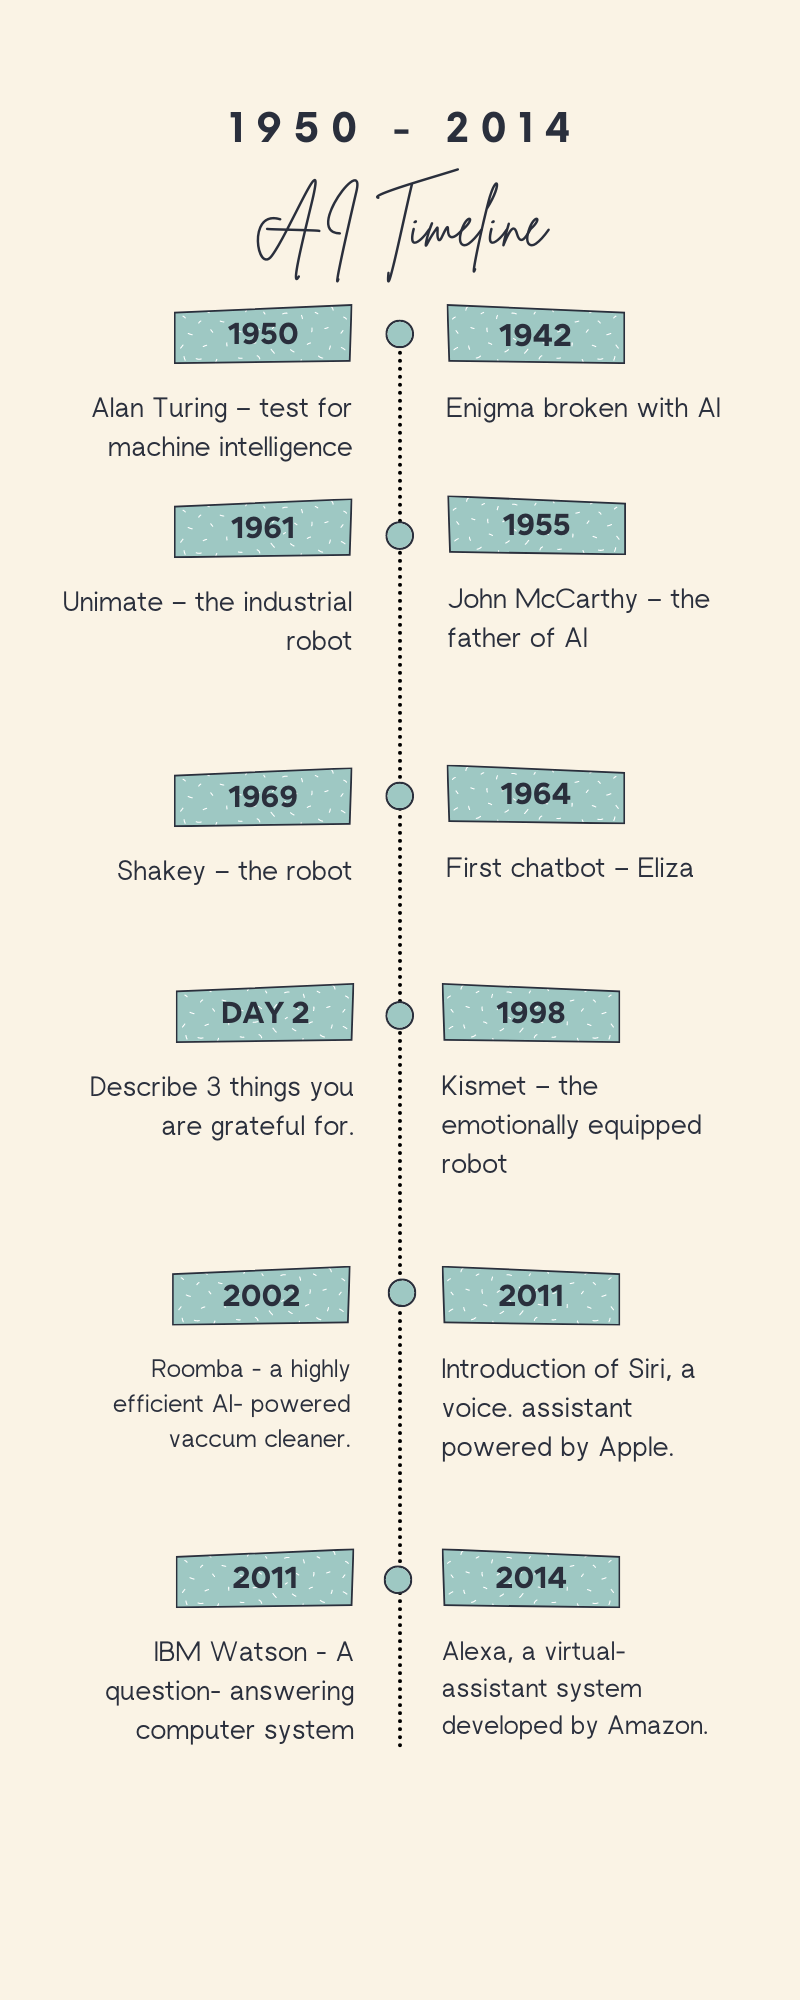 1950 - 2014
AI Timeline
1950
Alan Turing – test for
machine intelligence
1942
Enigma broken with AI
1961
Unimate – the industrial
robot
1955
John McCarthy – the
father of AI
1969
Shakey – the robot
1964
First chatbot – Eliza
DAY 2
Describe 3 things you
are grateful for.
1998
Kismet – the
emotionally equipped
robot
2002
Roomba - a highly
efficient AI- powered
vaccum cleaner.
2011
Introduction of Siri, a
voice. assistant
powered by Apple.
2011
IBM Watson - A
question- answering
computer system
2014
Alexa, a virtual-
assistant system
developed by Amazon.